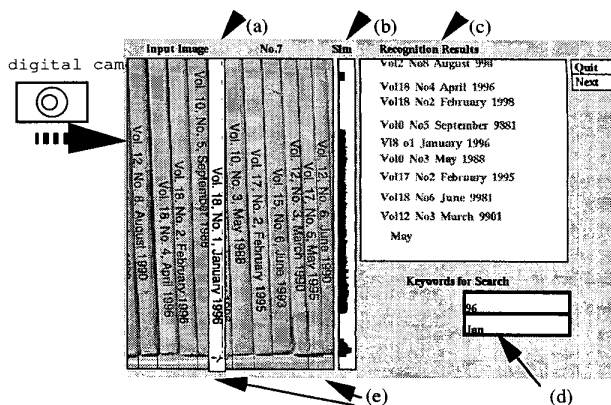 (a)
(b)
(c)
Input Image
No.7
Sim
Recognition Results
digital cam
Quit
Next
Vol2 No8 August 990
Vol18 No4 April 1996
Vol18 No2 February 1998
Vol0 No5 September 9881
Vl8 o1 January 1996
Vol0 No3 May 1988
Vol17 No2 February 1995
Vol18 No6 June 9981
Vol12 No3 March 9901
May
Vol. 12, No. 8, August 1990
Vol. 18, No. 4, April 1996
Vol. 18, No. 2, February 1996
Vol. 10, No. 5, September 1988
Vol. 18, No. 1, January 1996
Vol. 10, No. 3, May 1988
Vol. 17, No. 2, February 1995
Vol. 15, No. 6, June 1993
Vol. 12, No. 3, March 1990
Vol. 17, No. 5, May 1995
Vol. 12, No. 6, June 1990
Keywords for Search
96
Jan
(e)
(d)